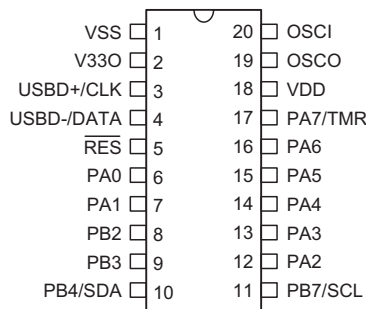 VSS 1 20 OSCI
V33O 2 19 OSCO
USBD+/CLK 3 18 VDD
USBD-/DATA 4 17 PA7/TMR
RES 5 16 PA6
PA0 6 15 PA5
PA1 7 14 PA4
PB2 8 13 PA3
PB3 9 12 PA2
PB4/SDA 10 11 PB7/SCL